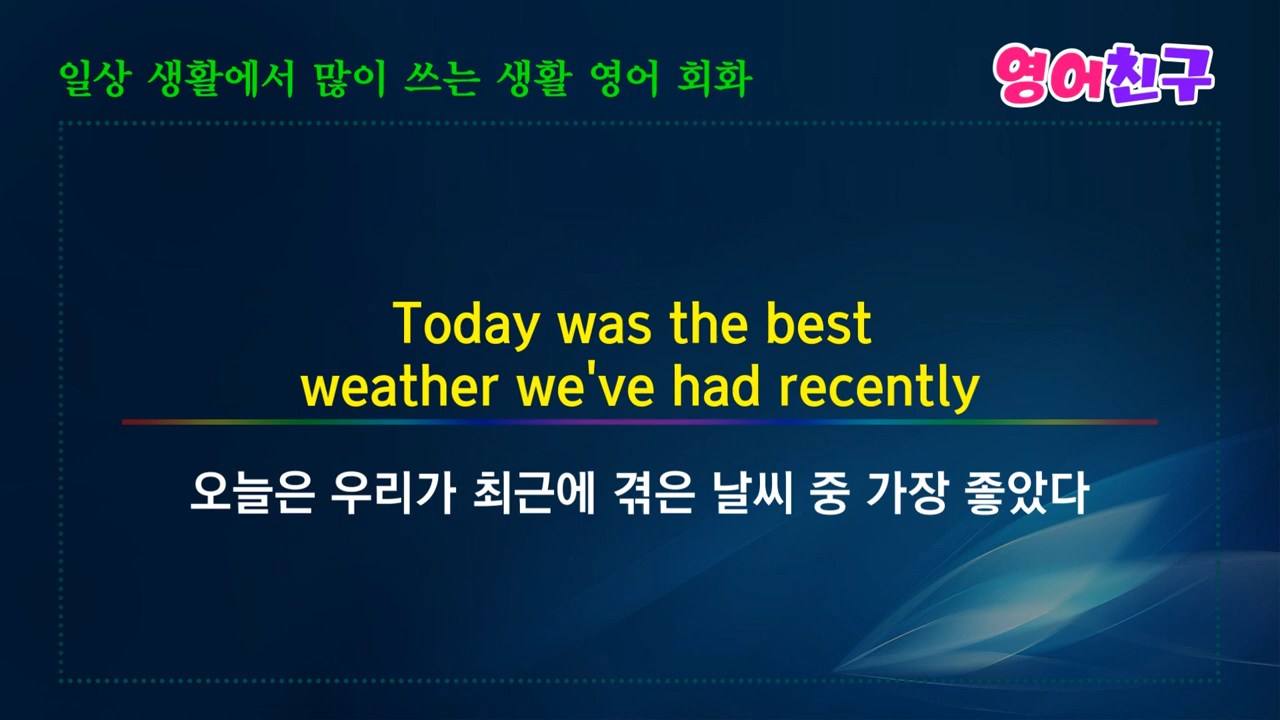 일상 생활에서 많이 쓰는 생활 영어 회화
영어친구
Today was the best
weather we've had recently
오늘은 우리가 최근에 겪은 날씨 중 가장 좋았다